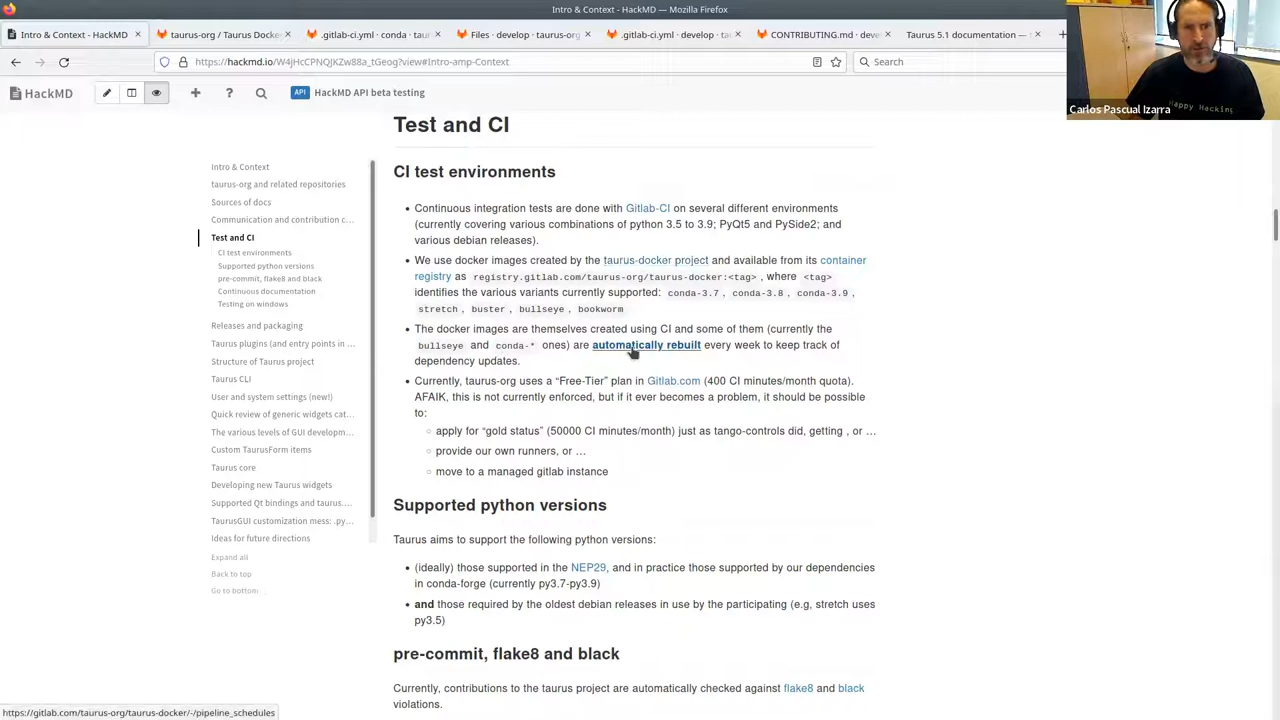 Intro & Context - HackMD — Mozilla Firefox
Intro & Context - HackMD
taurus-org / Taurus Docke
.gitlab-ci.yml · conda · tau
Files · develop · taurus-org
.gitlab-ci.yml · develop · ta
CONTRIBUTING.md · deve
Taurus 5.1 documentation —
https://hackmd.io/W4jHcCPNQJKZw88a_tGeog?view#Intro-amp-Context
Search
Carlos Pascual Izarra
Happy Hacking
HackMD
API
HackMD API beta testing
Intro & Context
taurus-org and related repositories
Sources of docs
Communication and contribution c…
Test and CI
CI test environments
Supported python versions
pre-commit, flake8 and black
Continuous documentation
Testing on windows
Releases and packaging
Taurus plugins (and entry points in …
Structure of Taurus project
Taurus CLI
User and system settings (new!)
Quick review of generic widgets cat…
The various levels of GUI developm…
Custom TaurusForm items
Taurus core
Developing new Taurus widgets
Supported Qt bindings and taurus.…
TaurusGUI customization mess: .py…
Ideas for future directions
Expand all
Back to top
Go to bottom
Test and CI
CI test environments
Continuous integration tests are done with Gitlab-CI on several different environments
(currently covering various combinations of python 3.5 to 3.9; PyQt5 and PySide2; and
various debian releases).
We use docker images created by the taurus-docker project and available from its container
registry as registry.gitlab.com/taurus-org/taurus-docker:<tag> , where <tag>
identifies the various variants currently supported: conda-3.7 , conda-3.8 , conda-3.9 ,
stretch , buster , bullseye , bookworm
The docker images are themselves created using CI and some of them (currently the
bullseye and conda-* ones) are automatically rebuilt every week to keep track of
dependency updates.
Currently, taurus-org uses a “Free-Tier” plan in Gitlab.com (400 CI minutes/month quota).
AFAIK, this is not currently enforced, but if it ever becomes a problem, it should be possible
to:
apply for “gold status” (50000 CI minutes/month) just as tango-controls did, getting , or …
provide our own runners, or …
move to a managed gitlab instance
Supported python versions
Taurus aims to support the following python versions:
(ideally) those supported in the NEP29, and in practice those supported by our dependencies
in conda-forge (currently py3.7-py3.9)
and those required by the oldest debian releases in use by the participating (e.g, stretch uses
py3.5)
pre-commit, flake8 and black
Currently, contributions to the taurus project are automatically checked against flake8 and black
violations.
https://gitlab.com/taurus-org/taurus-docker/-/pipeline_schedules